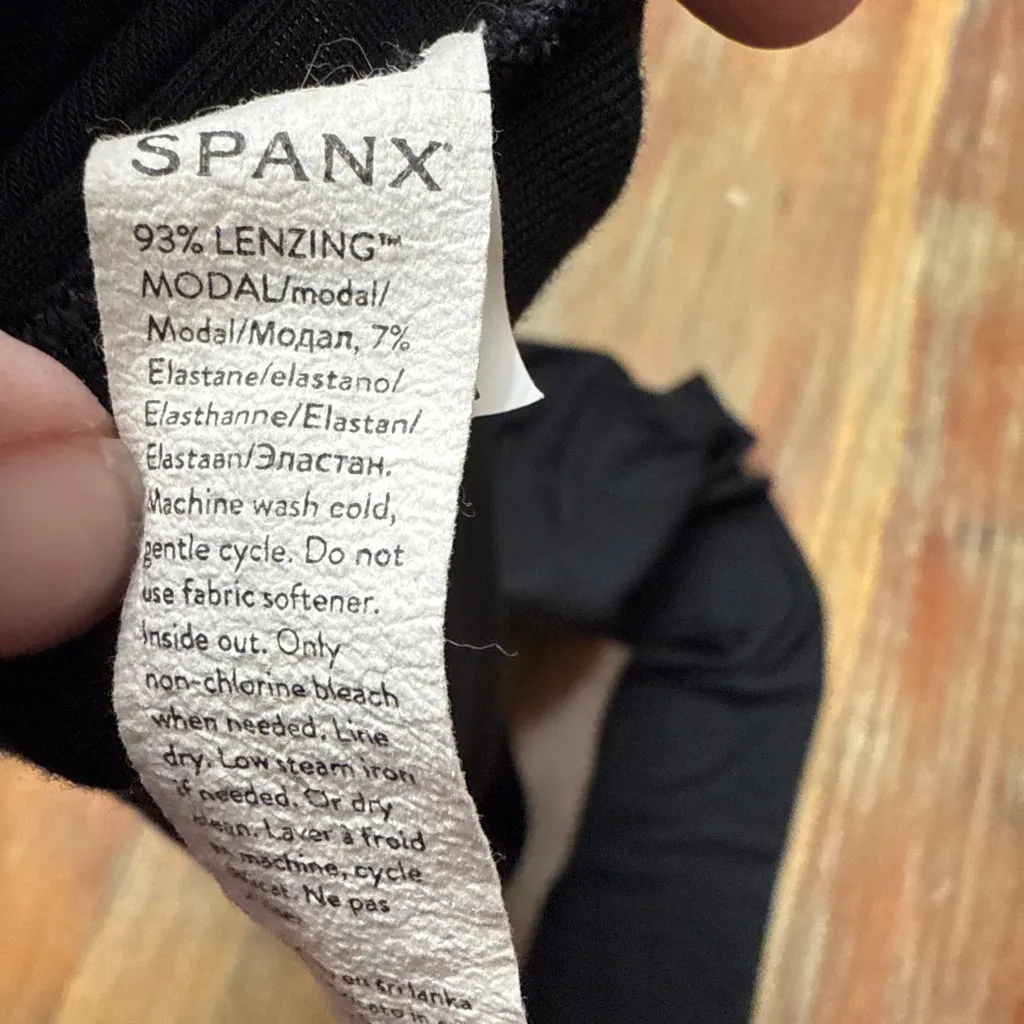 SPANX
93% LENZING™
MODAL/modal/
Modal/Модал, 7%
Elastane/elastano/
Elasthanne/Elastan/
Elastaan/Эластан.
Machine wash cold,
gentle cycle. Do not
use fabric softener.
Inside out. Only
non-chlorine bleach
when needed. Line
dry. Low steam iron
if needed. Or dry
clean. Laver à froid
machine, cycle
Ne pas
sri lanka